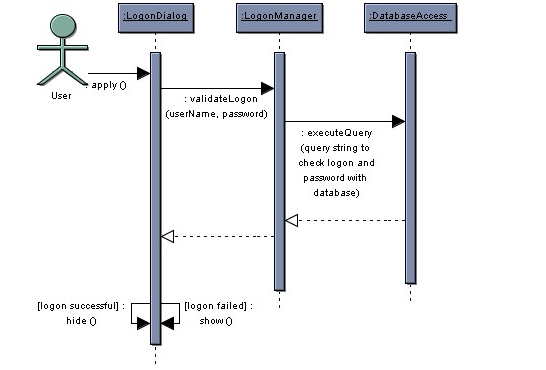 :LogonDialog
:LogonManager
:DatabaseAccess
User
: apply ()
: validateLogon
(userName, password)
: executeQuery
(query string to
check logon and
password with
database)
[logon successful] :
hide ()
[logon failed] :
show ()